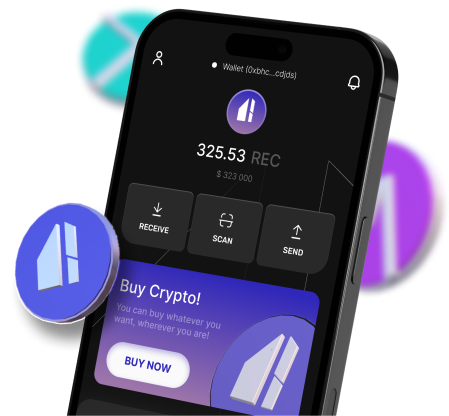 Wallet (0xbhc...cdjds)
325.53 REC
$ 323 000
RECEIVE
SCAN
SEND
Buy Crypto!
You can buy whatever you
want, wherever you are!
BUY NOW